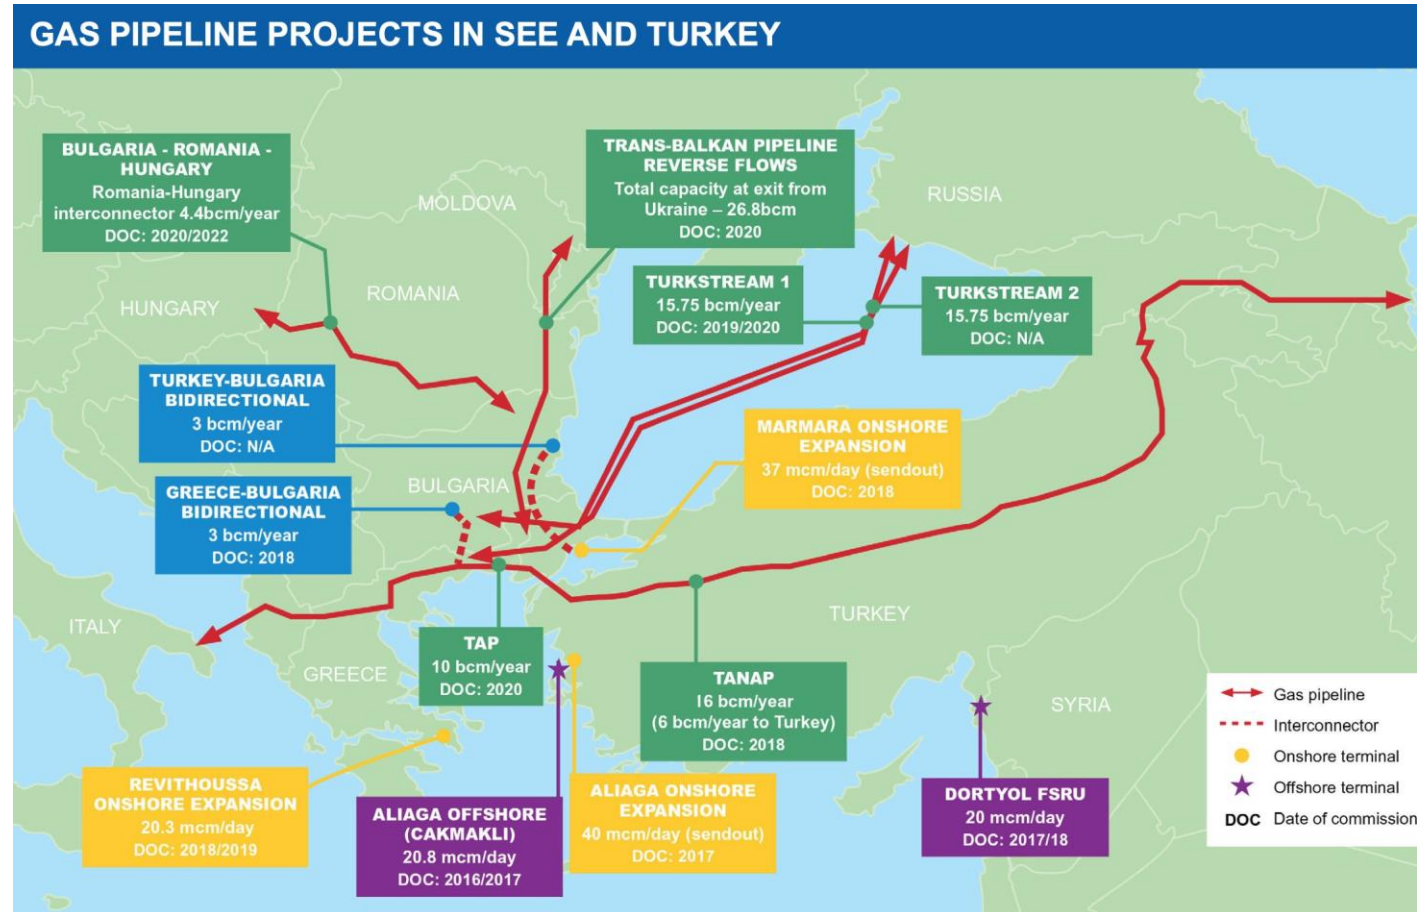 GAS PIPELINE PROJECTS IN SEE AND TURKEY
BULGARIA - ROMANIA -
HUNGARY
Romania-Hungary
interconnector 4.4bcm/year
DOC: 2020/2022
TRANS-BALKAN PIPELINE
REVERSE FLOWS
Total capacity at exit from
Ukraine – 26.8bcm
DOC: 2020
MOLDOVA
RUSSIA
TURKSTREAM 1
15.75 bcm/year
DOC: 2019/2020
TURKSTREAM 2
15.75 bcm/year
DOC: N/A
HUNGARY
ROMANIA
TURKEY-BULGARIA
BIDIRECTIONAL
3 bcm/year
DOC: N/A
MARMARA ONSHORE
EXPANSION
37 mcm/day (sendout)
DOC: 2018
GREECE-BULGARIA
BIDIRECTIONAL
3 bcm/year
DOC: 2018
BULGARIA
ITALY
GREECE
TURKEY
SYRIA
TAP
10 bcm/year
DOC: 2020
TANAP
16 bcm/year
(6 bcm/year to Turkey)
DOC: 2018
REVITHOUSSA
ONSHORE EXPANSION
20.3 mcm/day
DOC: 2018/2019
ALIAGA OFFSHORE
(CAKMAKLI)
20.8 mcm/day
DOC: 2016/2017
ALIAGA ONSHORE
EXPANSION
40 mcm/day (sendout)
DOC: 2017
DORTYOL FSRU
20 mcm/day
DOC: 2017/18
Gas pipeline
Interconnector
Onshore terminal
Offshore terminal
DOC Date of commission